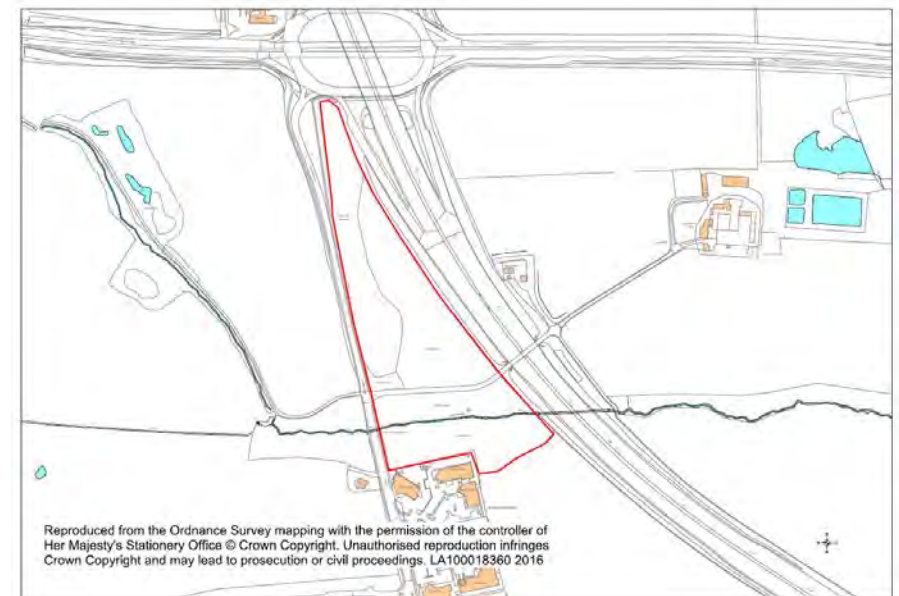 Reproduced from the Ordnance Survey mapping with the permission of the controller of
Her Majesty's Stationery Office © Crown Copyright. Unauthorised reproduction infringes
Crown Copyright and may lead to prosecution or civil proceedings. LA100018360 2016